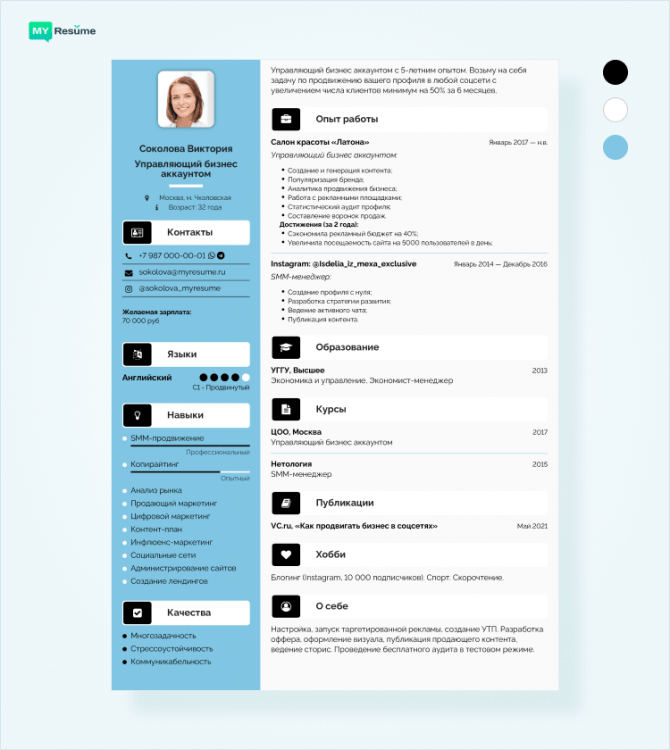 MY Resume
Соколова Виктория
Управляющий бизнес
аккаунтом
Москва, м. Чкаловская
Возраст: 32 года
Контакты
+7 987 000-00-01
sokolova@myresume.ru
@sokolova_myresume
Желаемая зарплата:
70 000 руб
Языки
Английский
C1 - Продвинутый
Навыки
SMM-продвижение
Профессиональный
Копирайтинг
Опытный
Анализ рынка
Продающий маркетинг
Цифровой маркетинг
Контент-план
Инфлюенс-маркетинг
Социальные сети
Администрирование сайтов
Создание лендингов
Качества
Многозадачность
Стрессоустойчивость
Коммуникабельность
Управляющий бизнес аккаунтом с 5-летним опытом. Возьму на себя
задачу по продвижению вашего профиля в любой соцсети с
увеличением числа клиентов минимум на 50% за 6 месяцев.
Опыт работы
Салон красоты «Латона» Январь 2017 — н.в.
Управляющий бизнес аккаунтом:
Создание и генерация контента;
Популяризация бренда;
Аналитика продвижения бизнеса;
Работа с рекламными площадками;
Статистический аудит профиля;
Составление воронок продаж.
Достижения (за 2 года):
Сэкономила рекламный бюджет на 40%;
Увеличила посещаемость сайта на 5000 пользователей в день;
Instagram: @Isdelia_iz_mexa_exclusive Январь 2014 — Декабрь 2016
SMM-менеджер:
Создание профиля с нуля;
Разработка стратегии развития;
Ведение активного чата;
Публикация контента.
Образование
УГГУ, Высшее 2013
Экономика и управление, Экономист-менеджер
Курсы
ЦОО, Москва 2017
Управляющий бизнес аккаунтом
Нетология 2015
SMM-менеджер
Публикации
VC.ru, «Как продвигать бизнес в соцсетях» Май 2021
Хобби
Блогинг (Instagram, 10 000 подписчиков). Спорт. Скорочтение.
О себе
Настройка, запуск таргетированной рекламы, создание УТП. Разработка
оффера, оформление визуала, публикация продающего контента,
ведение сторис. Проведение бесплатного аудита в тестовом режиме.